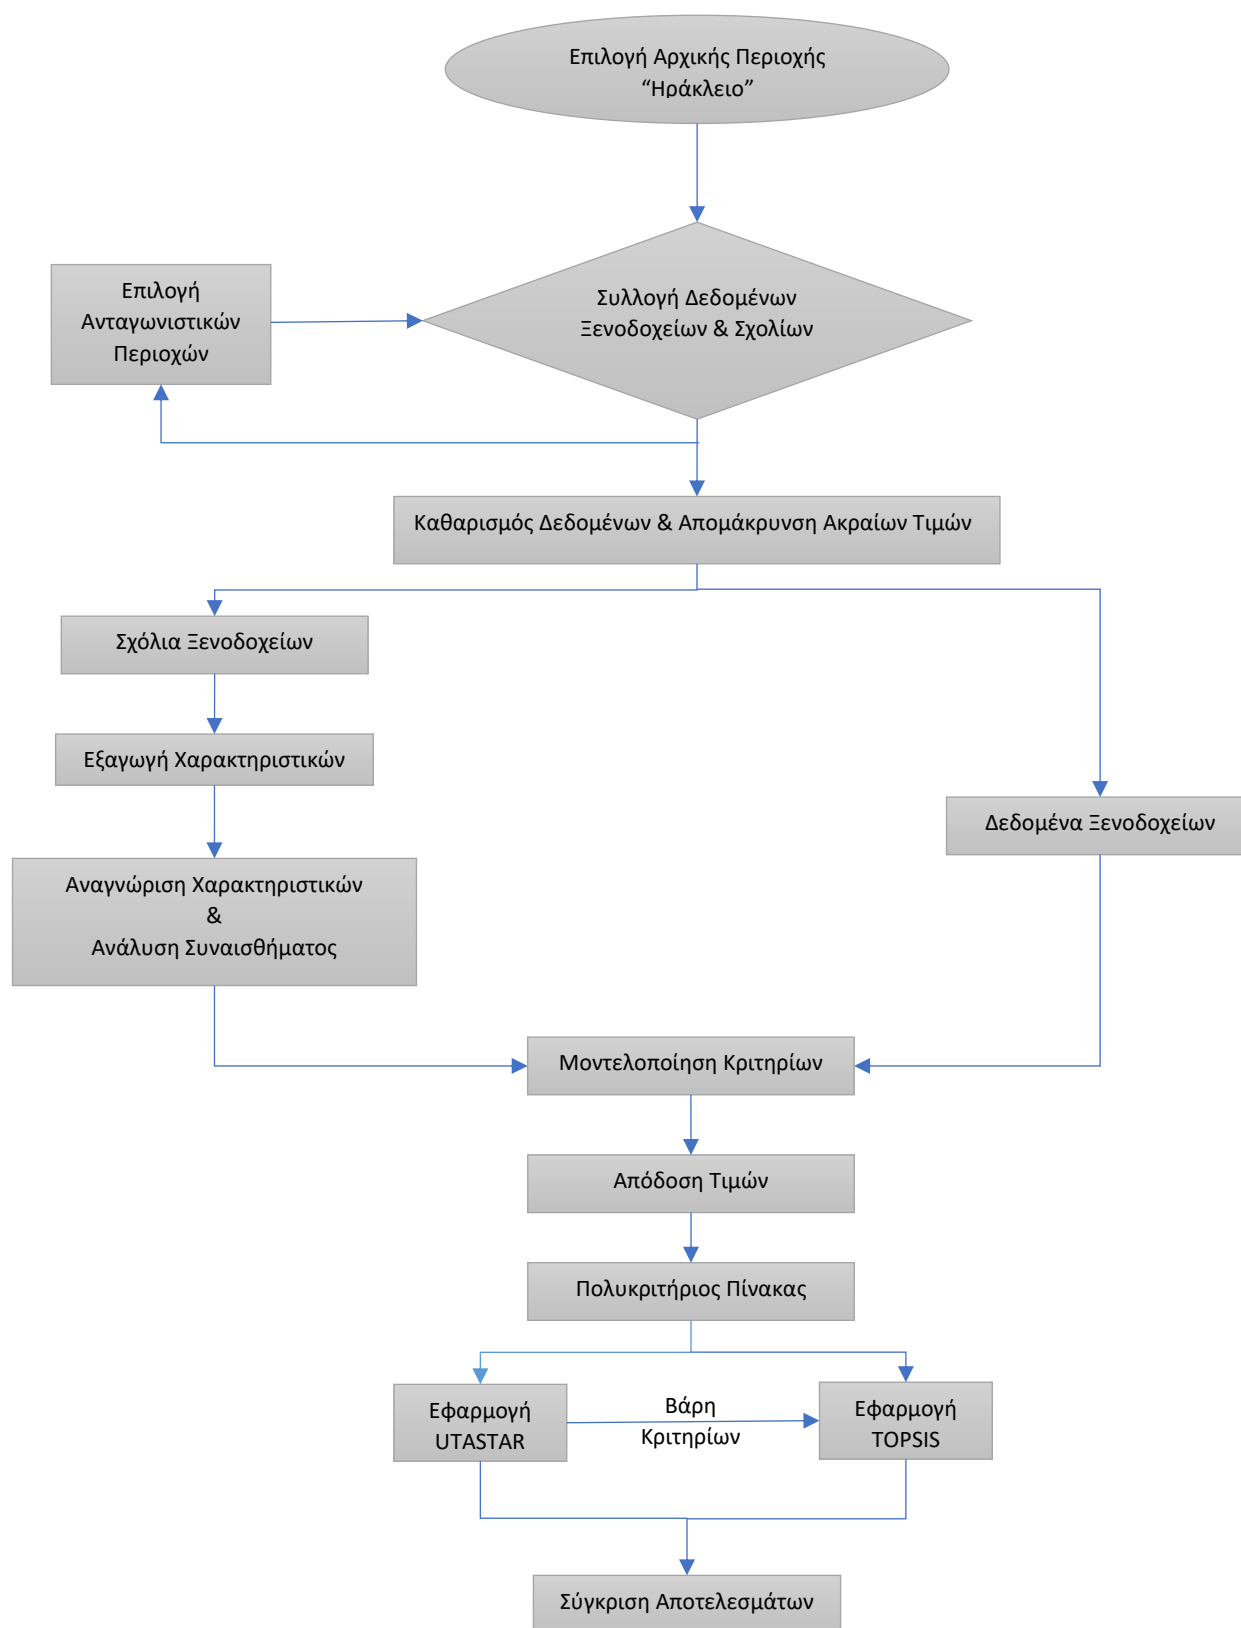 Επιλογή Αρχικής Περιοχής
“Ηράκλειο”
Επιλογή
Ανταγωνιστικών
Περιοχών
Συλλογή Δεδομένων
Ξενοδοχείων & Σχολίων
Καθαρισμός Δεδομένων & Απομάκρυνση Ακραίων Τιμών
Σχόλια Ξενοδοχείων
Εξαγωγή Χαρακτηριστικών
Δεδομένα Ξενοδοχείων
Αναγνώριση Χαρακτηριστικών
&
Ανάλυση Συναισθήματος
Μοντελοποίηση Κριτηρίων
Απόδοση Τιμών
Πολυκριτήριος Πίνακας
Εφαρμογή
UTASTAR
Βάρη
Κριτηρίων
Εφαρμογή
TOPSIS
Σύγκριση Αποτελεσμάτων